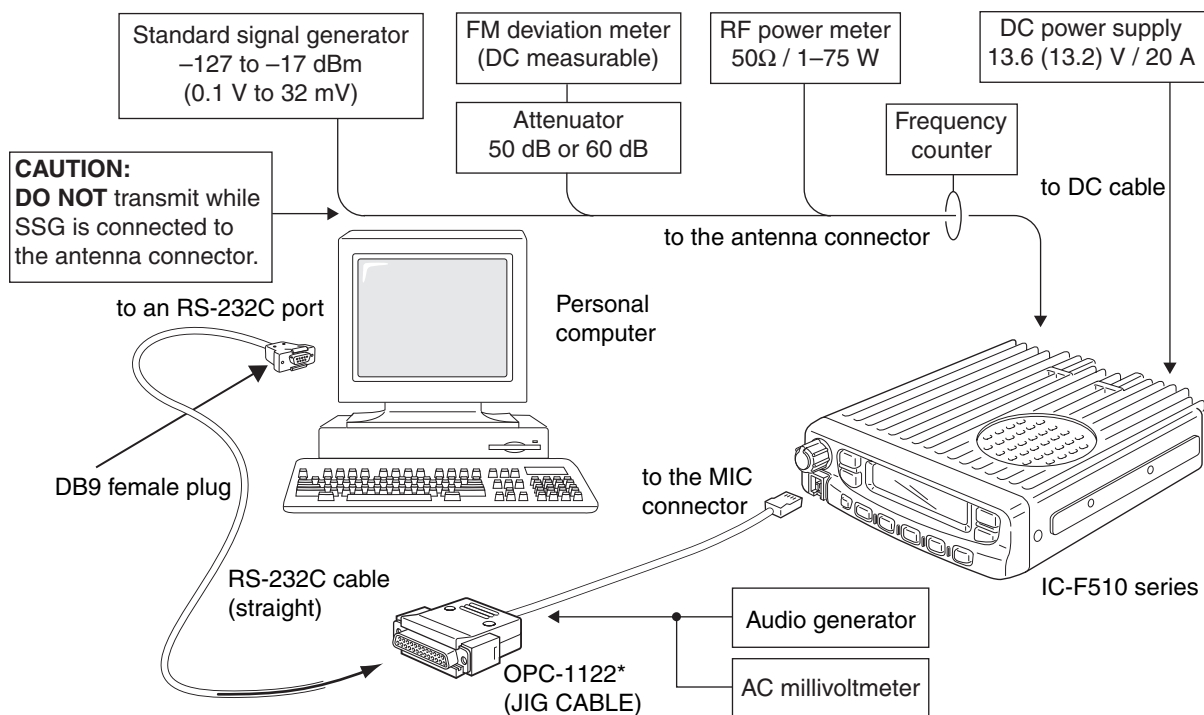 Standard signal generator
–127 to –17 dBm
(0.1 V to 32 mV)
FM deviation meter
(DC measurable)
Attenuator
50 dB or 60 dB
RF power meter
50Ω / 1–75 W
Frequency
counter
DC power supply
13.6 (13.2) V / 20 A
CAUTION:
DO NOT transmit while
SSG is connected to
the antenna connector.
to DC cable
to the antenna connector
to an RS-232C port
Personal
computer
DB9 female plug
to the MIC
connector
RS-232C cable
(straight)
IC-F510 series
OPC-1122*
(JIG CABLE)
Audio generator
AC millivoltmeter